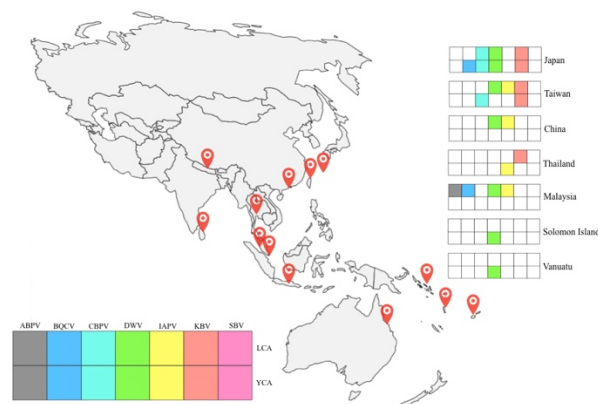 Japan
Taiwan
China
Thailand
Malaysia
Solomon Island
Vanuatu
ABPV BQCV CBPV DWV IAPV KBV SBV
LCA
YCA